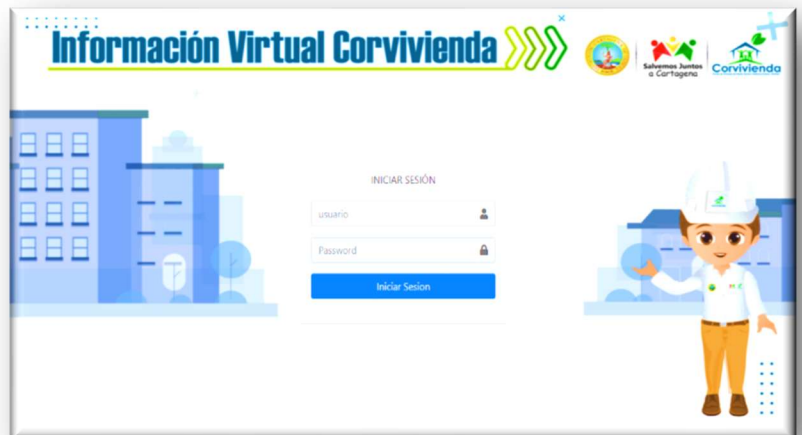 Información Virtual Corvivienda
Salvemos Juntos
a Cartagena
Corvivienda
INICIAR SESIÓN
usuario
Password
Iniciar Sesion